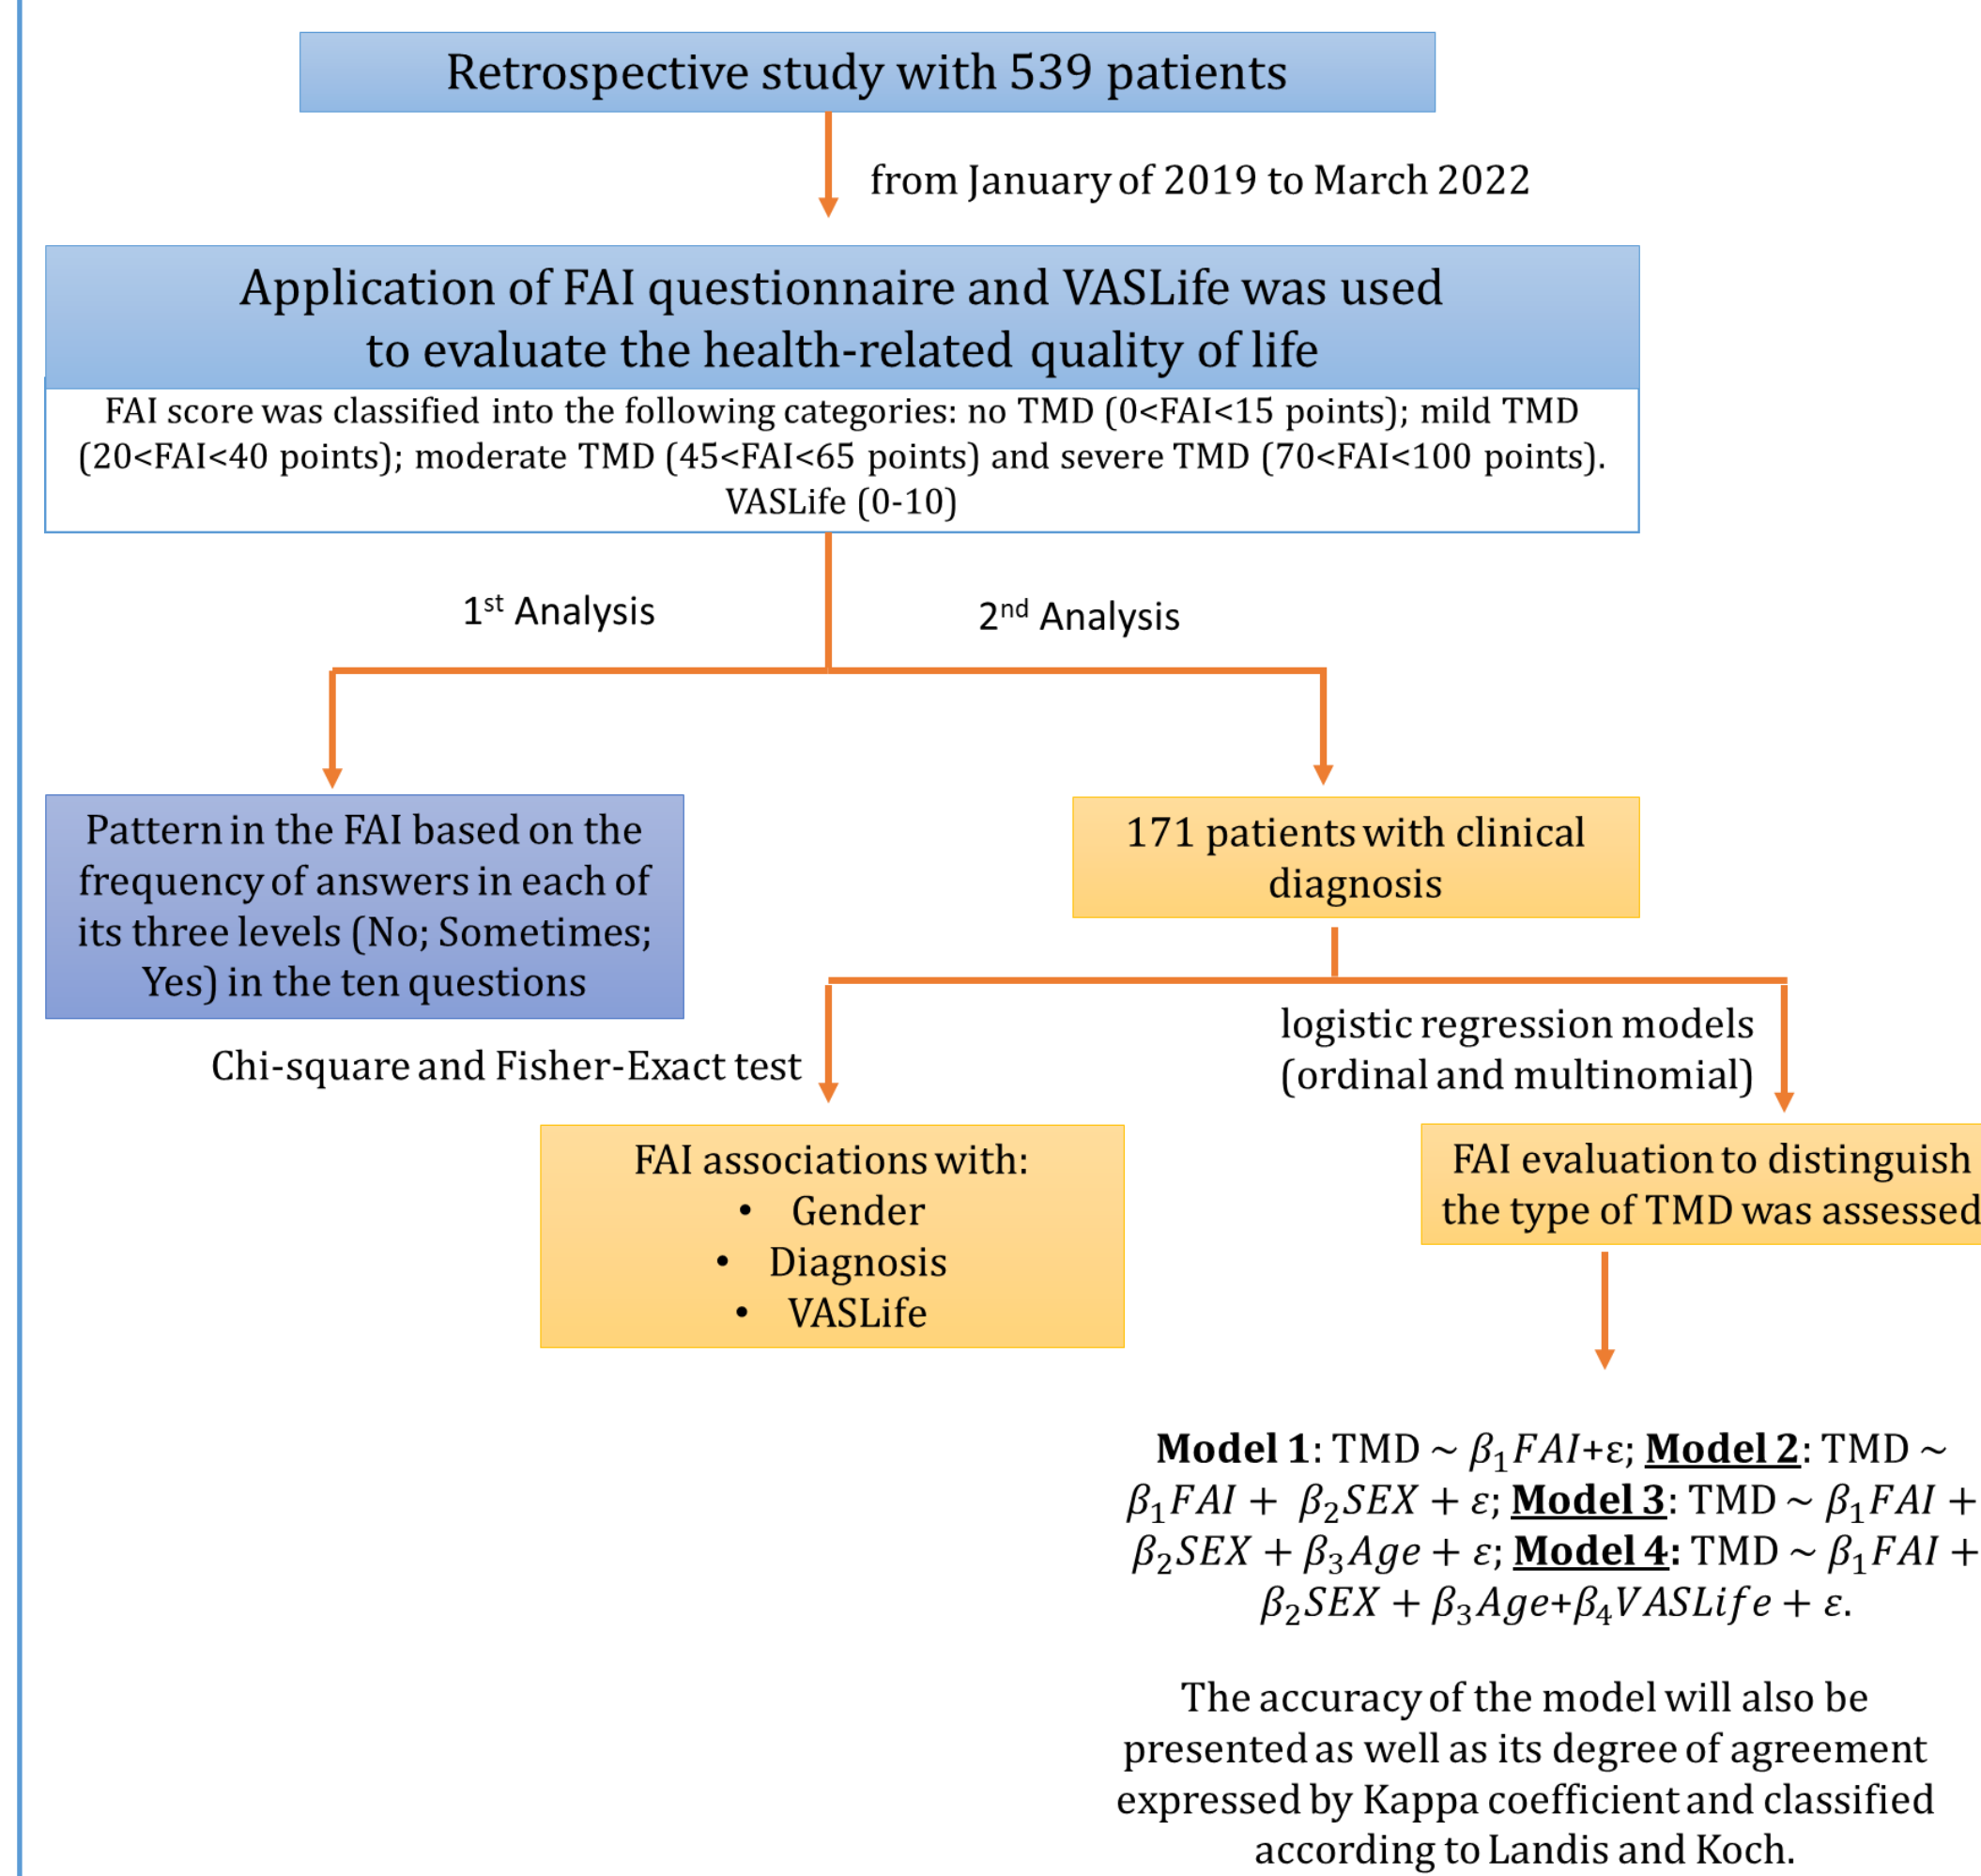 Retrospective study with 539 patients
from January of 2019 to March 2022
Application of FAI questionnaire and VASLife was used
to evaluate the health-related quality of life
FAI score was classified into the following categories: no TMD (0<FAI<15 points); mild TMD
(20<FAI<40 points); moderate TMD (45<FAI<65 points) and severe TMD (70<FAI<100 points).
VASLife (0-10)
1st Analysis
2nd Analysis
Pattern in the FAI based on the
frequency of answers in each of
its three levels (No; Sometimes;
Yes) in the ten questions
171 patients with clinical
diagnosis
Chi-square and Fisher-Exact test
logistic regression models
(ordinal and multinomial)
FAI associations with:
• Gender
• Diagnosis
• VASLife
FAI evaluation to distinguish
the type of TMD was assessed
Model 1: TMD ~ β₁FAI+ε; Model 2: TMD ~
β₁FAI + β₂SEX + ε; Model 3: TMD ~ β₁FAI +
β₂SEX + β₃Age + ε; Model 4: TMD ~ β₁FAI +
β₂SEX + β₃Age+β₄VASLife + ε.
The accuracy of the model will also be
presented as well as its degree of agreement
expressed by Kappa coefficient and classified
according to Landis and Koch.